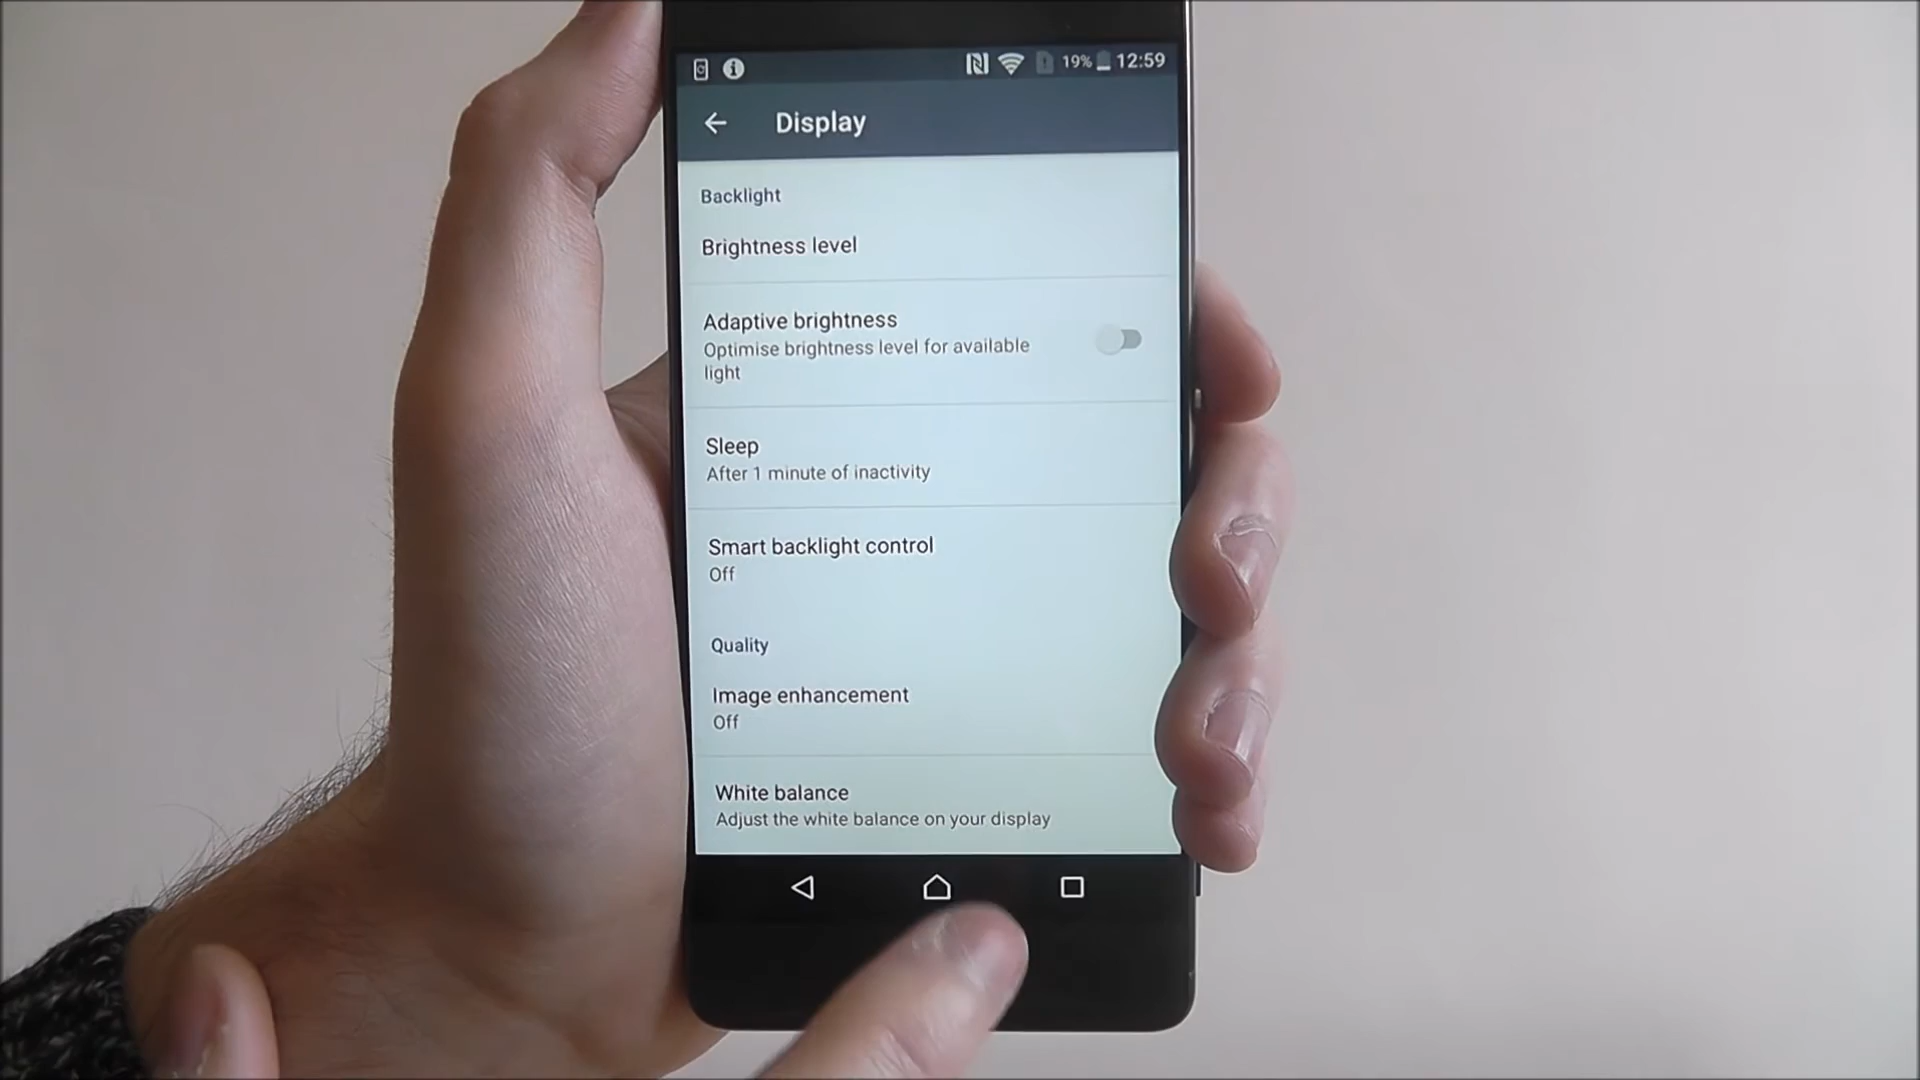 19% 12:59
Display
Backlight
Brightness level
Adaptive brightness
Optimise brightness level for available
light
Sleep
After 1 minute of inactivity
Smart backlight control
Off
Quality
Image enhancement
Off
White balance
Adjust the white balance on your display